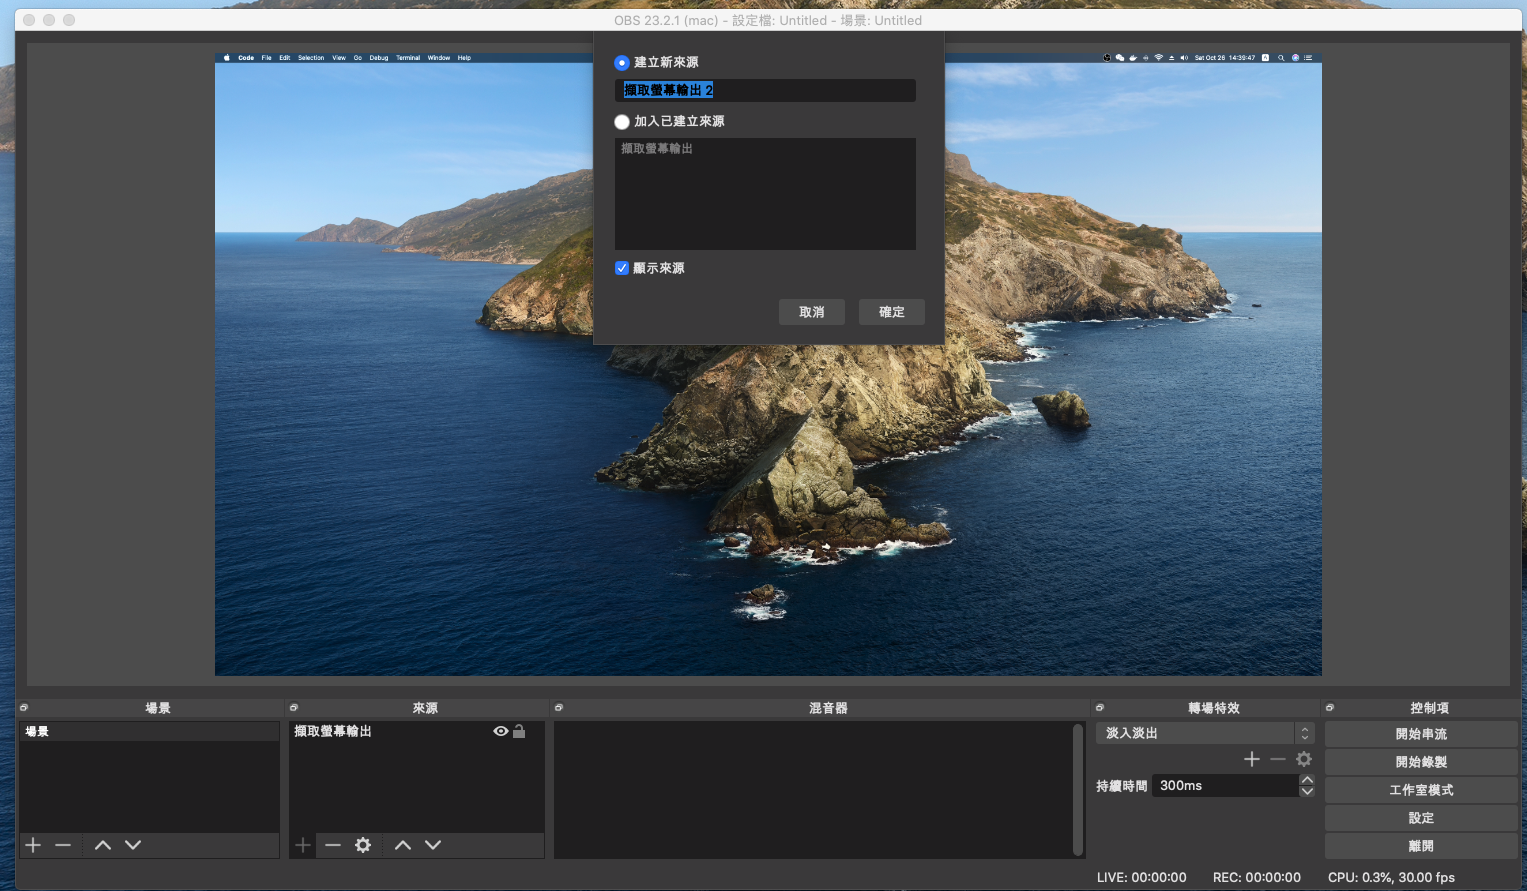 OBS 23.2.1 (mac) - 設定檔: Untitled - 場景: Untitled
Code File Edit Selection View Go Debug Terminal Window Help
Sat Oct 26 14:39:47
建立新來源
擷取螢幕輸出 2
加入已建立來源
擷取螢幕輸出
顯示來源
取消 確定
場景 來源 混音器 轉場特效 控制項
場景
擷取螢幕輸出
淡入淡出
持續時間 300ms
開始串流
開始錄製
工作室模式
設定
離開
LIVE: 00:00:00 REC: 00:00:00 CPU: 0.3%, 30.00 fps